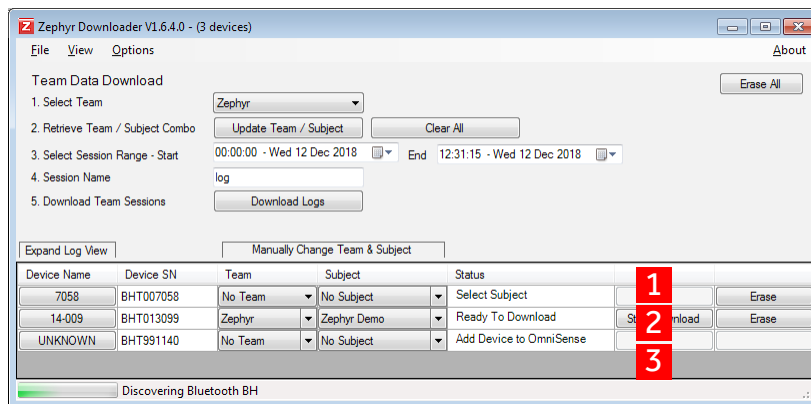 Z Zephyr Downloader V1.6.4.0 - (3 devices)
File View Options About
Team Data Download
Erase All
1. Select Team Zephyr
2. Retrieve Team / Subject Combo Update Team / Subject Clear All
3. Select Session Range - Start 00:00:00 - Wed 12 Dec 2018 End 12:31:15 - Wed 12 Dec 2018
4. Session Name log
5. Download Team Sessions Download Logs
Expand Log View Manually Change Team & Subject
Device Name Device SN Team Subject Status
7058 BHT007058 No Team No Subject Select Subject 1 Erase
14-009 BHT013099 Zephyr Zephyr Demo Ready To Download 2 Erase
UNKNOWN BHT991140 No Team No Subject Add Device to OmniSense 3
Discovering Bluetooth BH